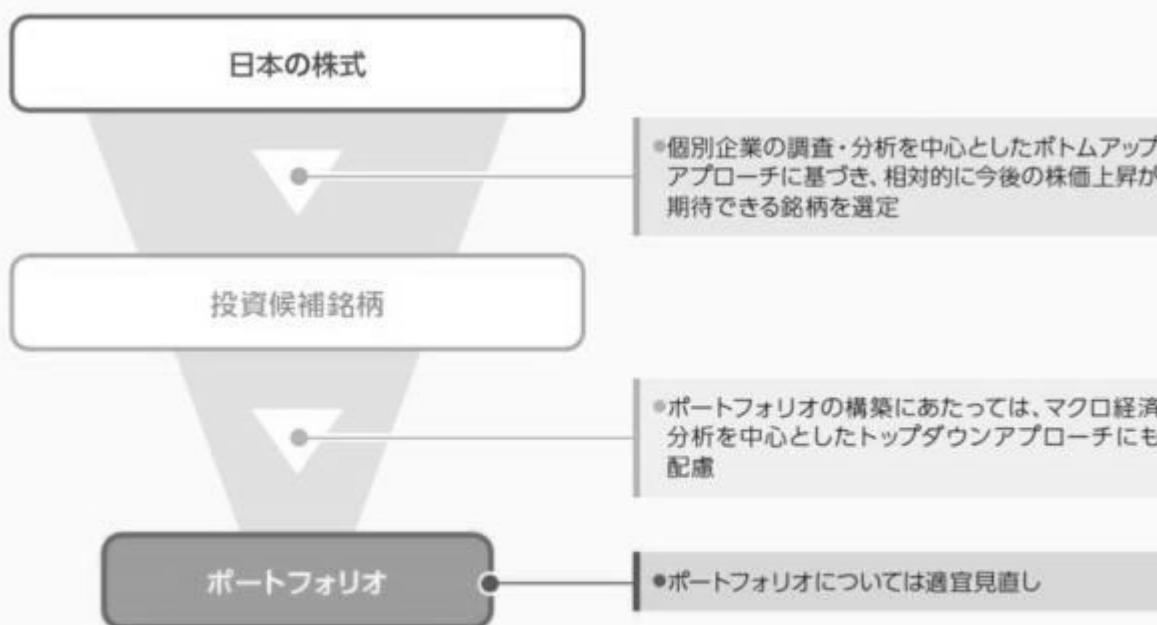 日本の株式
●個別企業の調査・分析を中心としたボトムアップ
アプローチに基づき、相対的に今後の株価上昇が
期待できる銘柄を選定
投資候補銘柄
●ポートフォリオの構築にあたっては、マクロ経済
分析を中心としたトップダウンアプローチにも
配慮
ポートフォリオ
●ポートフォリオについては適宜見直し